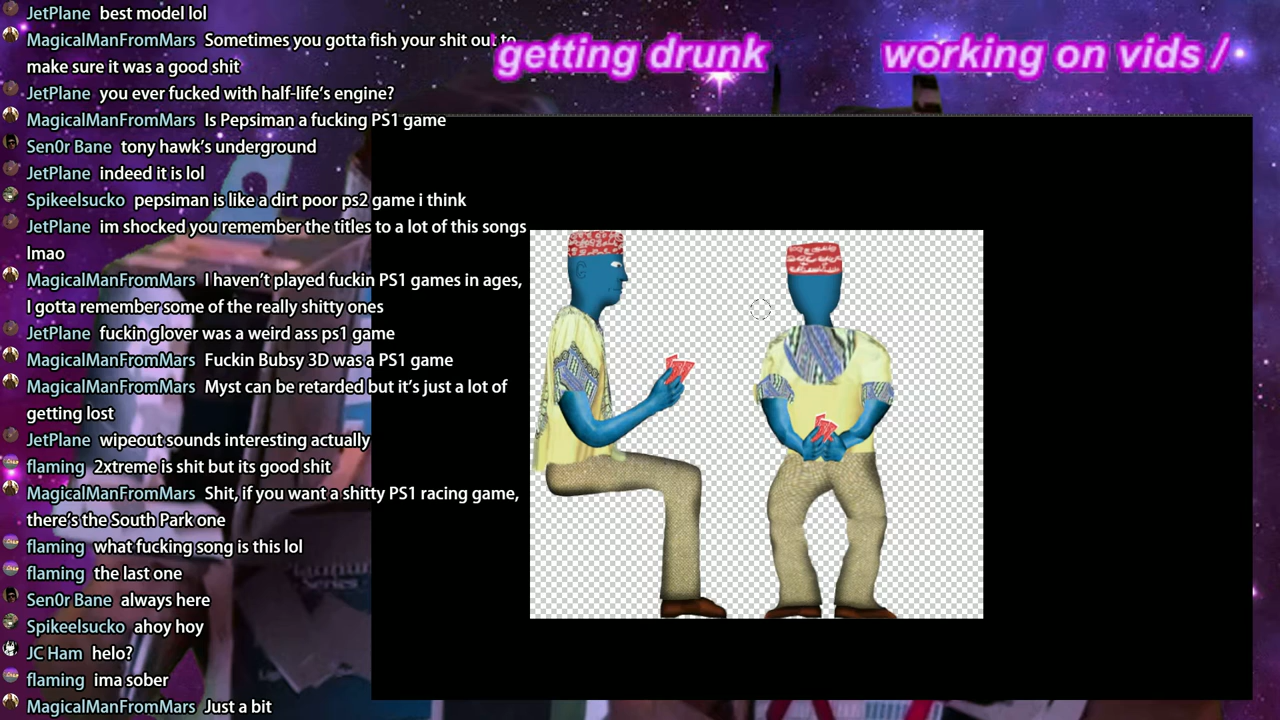 JetPlane best model lol
MagicalManFromMars Sometimes you gotta fish your shit out to
make sure it was a good shit
getting drunk working on vids /
JetPlane you ever fucked with half-life's engine?
MagicalManFromMars Is Pepsiman a fucking PS1 game
Sen0r Bane tony hawk's underground
JetPlane indeed it is lol
Spikeelsucko pepsiman is like a dirt poor ps2 game i think
JetPlane im shocked you remember the titles to a lot of this songs
lmao
MagicalManFromMars I haven't played fuckin PS1 games in ages,
I gotta remember some of the really shitty ones
JetPlane fuckin glover was a weird ass ps1 game
MagicalManFromMars Fuckin Bubsy 3D was a PS1 game
MagicalManFromMars Myst can be retarded but it's just a lot of
getting lost
JetPlane wipeout sounds interesting actually
flaming 2xtreme is shit but its good shit
MagicalManFromMars Shit, if you want a shitty PS1 racing game,
there's the South Park one
flaming what fucking song is this lol
flaming the last one
Sen0r Bane always here
Spikeelsucko ahoy hoy
JC Ham helo?
flaming ima sober
MagicalManFromMars Just a bit